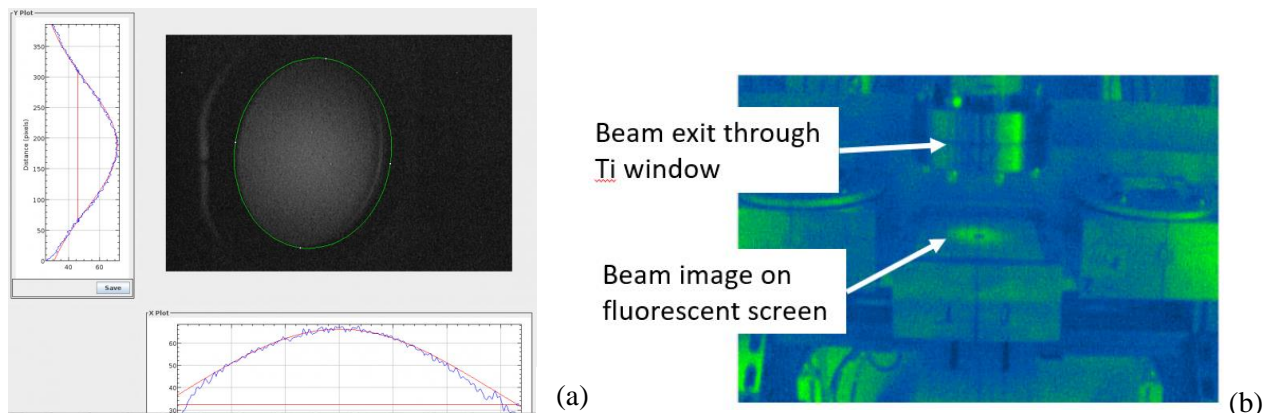 Y Plot
350
300
250
200
150
100
50
0
Distance (pixels)
40 60
Save
X Plot
60
50
40
30
(a)
Beam exit through
Ti window
Beam image on
fluorescent screen
(b)